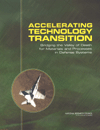 ACCELERATING
TECHNOLOGY
TRANSITION
Bridging the Valley of Death
for Materials and Processes
in Defense Systems